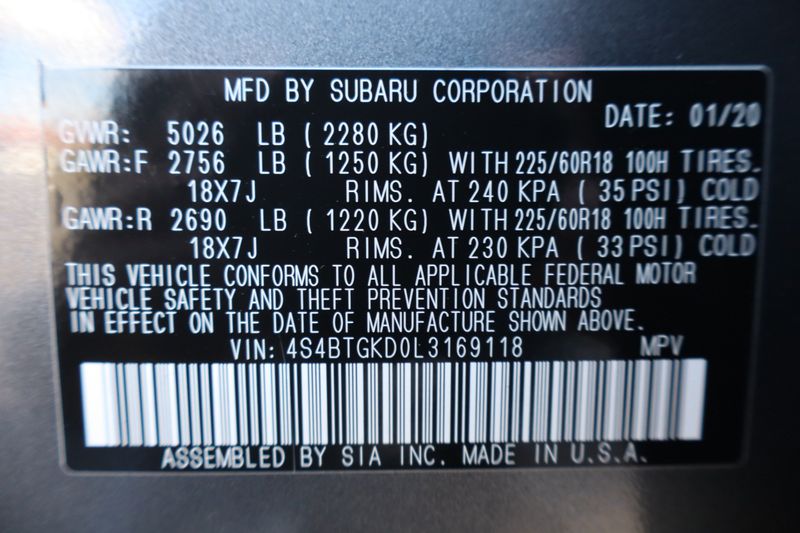 MFD BY SUBARU CORPORATION
DATE: 01/20
GVWR: 5026 LB ( 2280 KG)
GAWR:F 2756 LB ( 1250 KG) WITH 225/60R18 100H TIRES.
18X7J RIMS. AT 240 KPA ( 35 PSI) COLD
GAWR:R 2690 LB ( 1220 KG) WITH 225/60R18 100H TIRES.
18X7J RIMS. AT 230 KPA ( 33 PSI) COLD
THIS VEHICLE CONFORMS TO ALL APPLICABLE FEDERAL MOTOR
VEHICLE SAFETY AND THEFT PREVENTION STANDARDS
IN EFFECT ON THE DATE OF MANUFACTURE SHOWN ABOVE.
VIN: 4S4BTGKD0L3169118 MPV
ASSEMBLED BY SIA INC. MADE IN U.S.A.